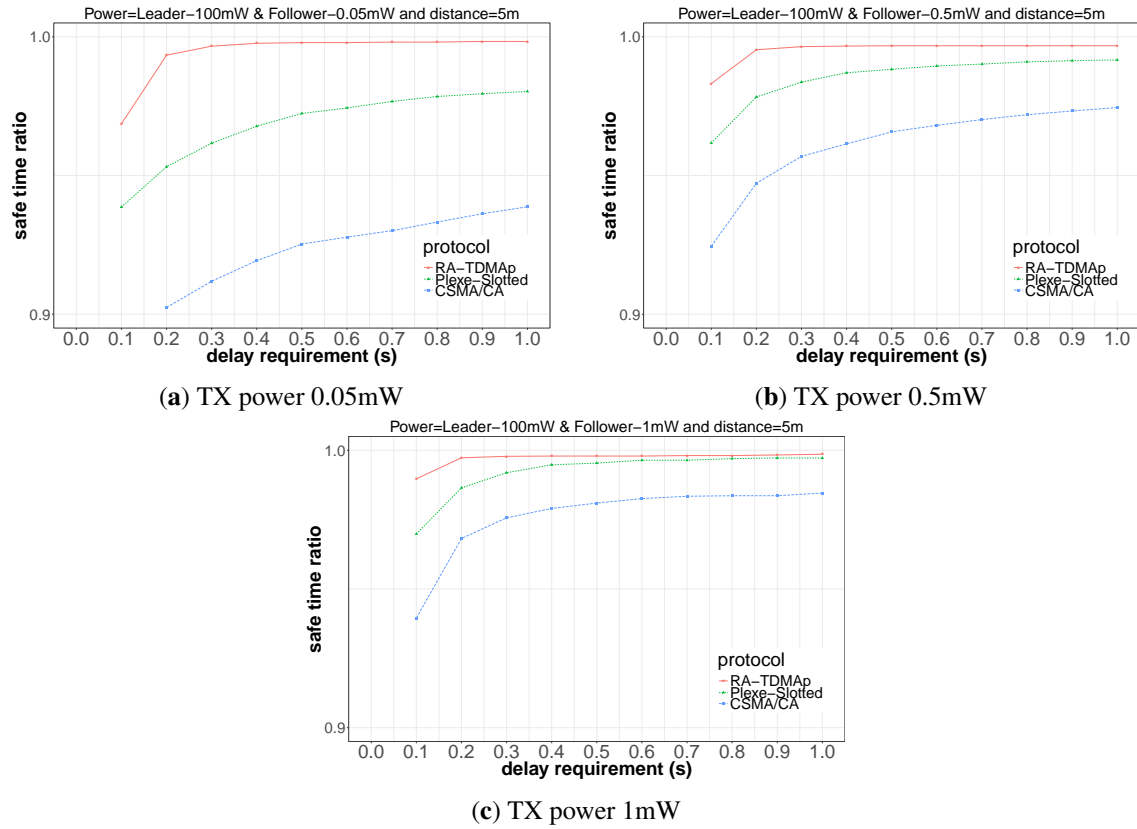 Power=Leader−100mW & Follower−0.05mW and distance=5m
1.0
0.9
safe time ratio
protocol
RA−TDMAp
Plexe−Slotted
CSMA/CA
0.0 0.1 0.2 0.3 0.4 0.5 0.6 0.7 0.8 0.9 1.0
delay requirement (s)
(a) TX power 0.05mW
Power=Leader−100mW & Follower−0.5mW and distance=5m
1.0
0.9
safe time ratio
protocol
RA−TDMAp
Plexe−Slotted
CSMA/CA
0.0 0.1 0.2 0.3 0.4 0.5 0.6 0.7 0.8 0.9 1.0
delay requirement (s)
(b) TX power 0.5mW
Power=Leader−100mW & Follower−1mW and distance=5m
1.0
0.9
safe time ratio
protocol
RA−TDMAp
Plexe−Slotted
CSMA/CA
0.0 0.1 0.2 0.3 0.4 0.5 0.6 0.7 0.8 0.9 1.0
delay requirement (s)
(c) TX power 1mW